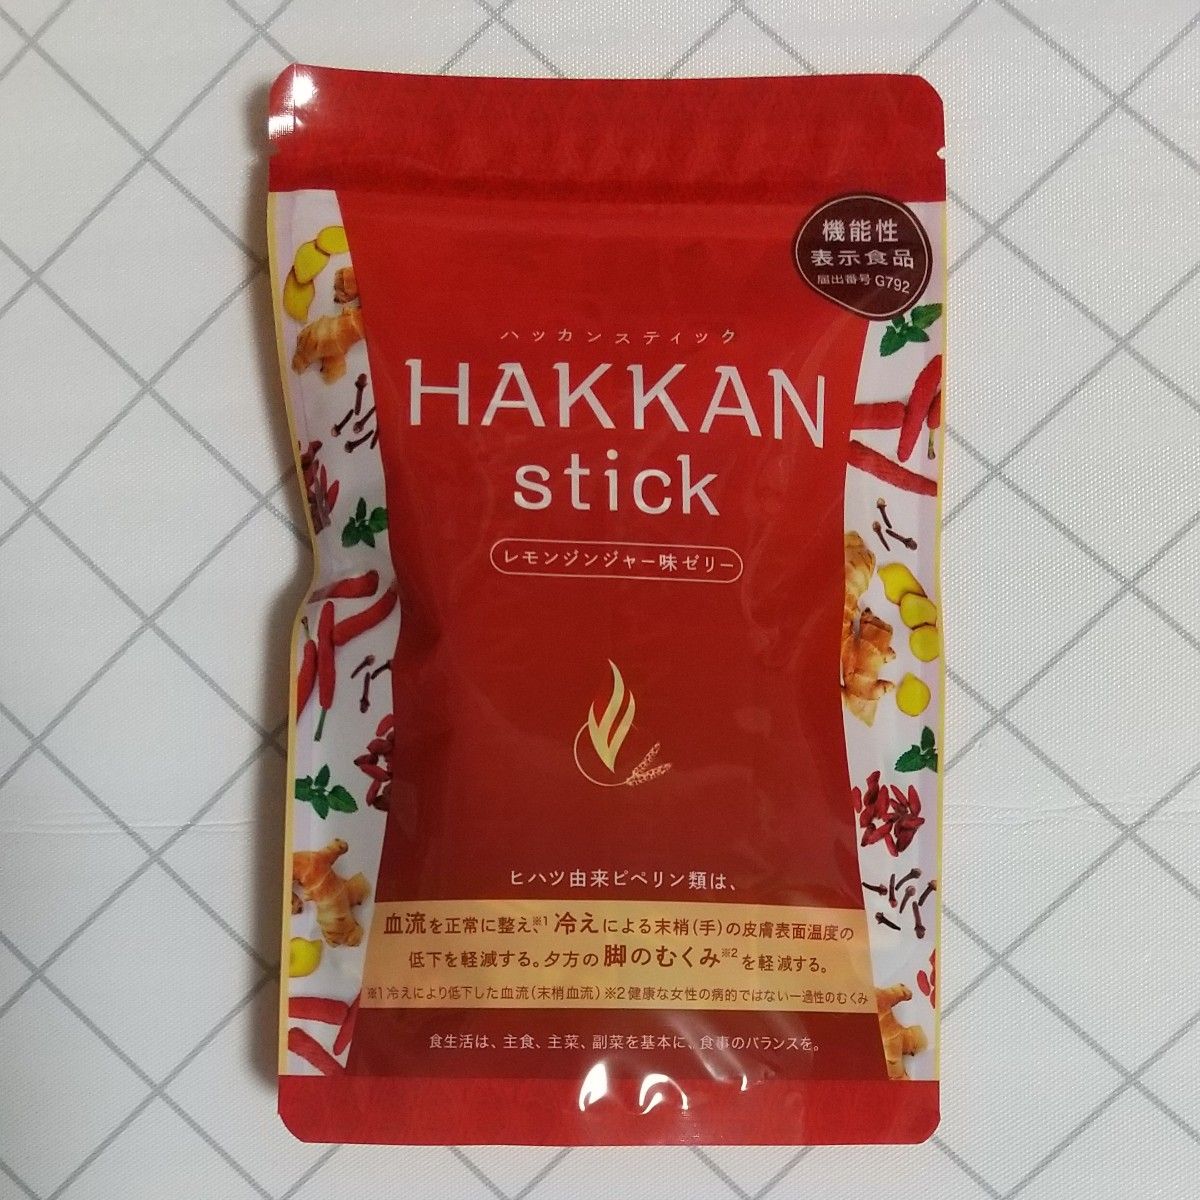 機能性
表示食品
届出番号 G792
ハッカンスティック
HAKKAN
stick
レモンジンジャー味ゼリー
ヒハツ由来ピペリン類は、
血流を正常に整え、※1 冷えによる末梢(手)の皮膚表面温度の
低下を軽減する。夕方の脚のむくみ※2を軽減する。
※1 冷えにより低下した血流(末梢血流) ※2 健康な女性の病的ではない一過性のむくみ
食生活は、主食、主菜、副菜を基本に、食事のバランスを。